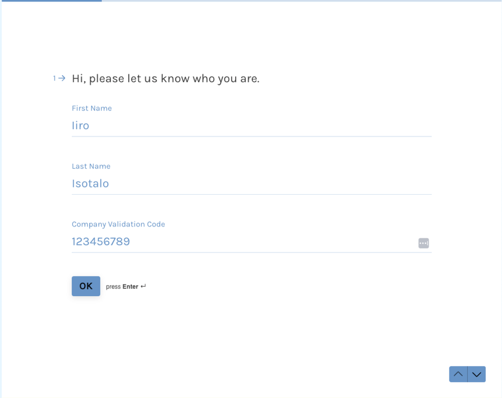 1 → Hi, please let us know who you are.
First Name
Iiro
Last Name
Isotalo
Company Validation Code
123456789
OK press Enter ↵